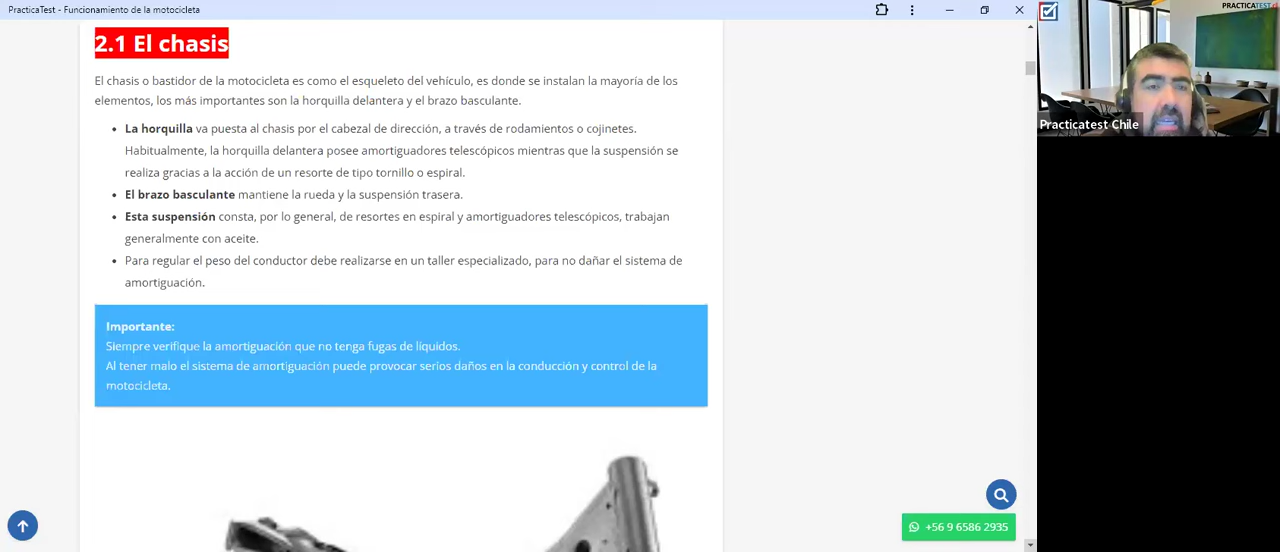 PracticaTest - Funcionamiento de la motocicleta
2.1 El chasis
El chasis o bastidor de la motocicleta es como el esqueleto del vehículo, es donde se instalan la mayoría de los
elementos, los más importantes son la horquilla delantera y el brazo basculante.
La horquilla va puesta al chasis por el cabezal de dirección, a través de rodamientos o cojinetes.
Habitualmente, la horquilla delantera posee amortiguadores telescópicos mientras que la suspensión se
realiza gracias a la acción de un resorte de tipo tornillo o espiral.
El brazo basculante mantiene la rueda y la suspensión trasera.
Esta suspensión consta, por lo general, de resortes en espiral y amortiguadores telescópicos, trabajan
generalmente con aceite.
Para regular el peso del conductor debe realizarse en un taller especializado, para no dañar el sistema de
amortiguación.
Importante:
Siempre verifique la amortiguación que no tenga fugas de líquidos.
Al tener malo el sistema de amortiguación puede provocar serios daños en la conducción y control de la
motocicleta.
+56 9 6586 2935
PRACTICATEST
Practicatest Chile